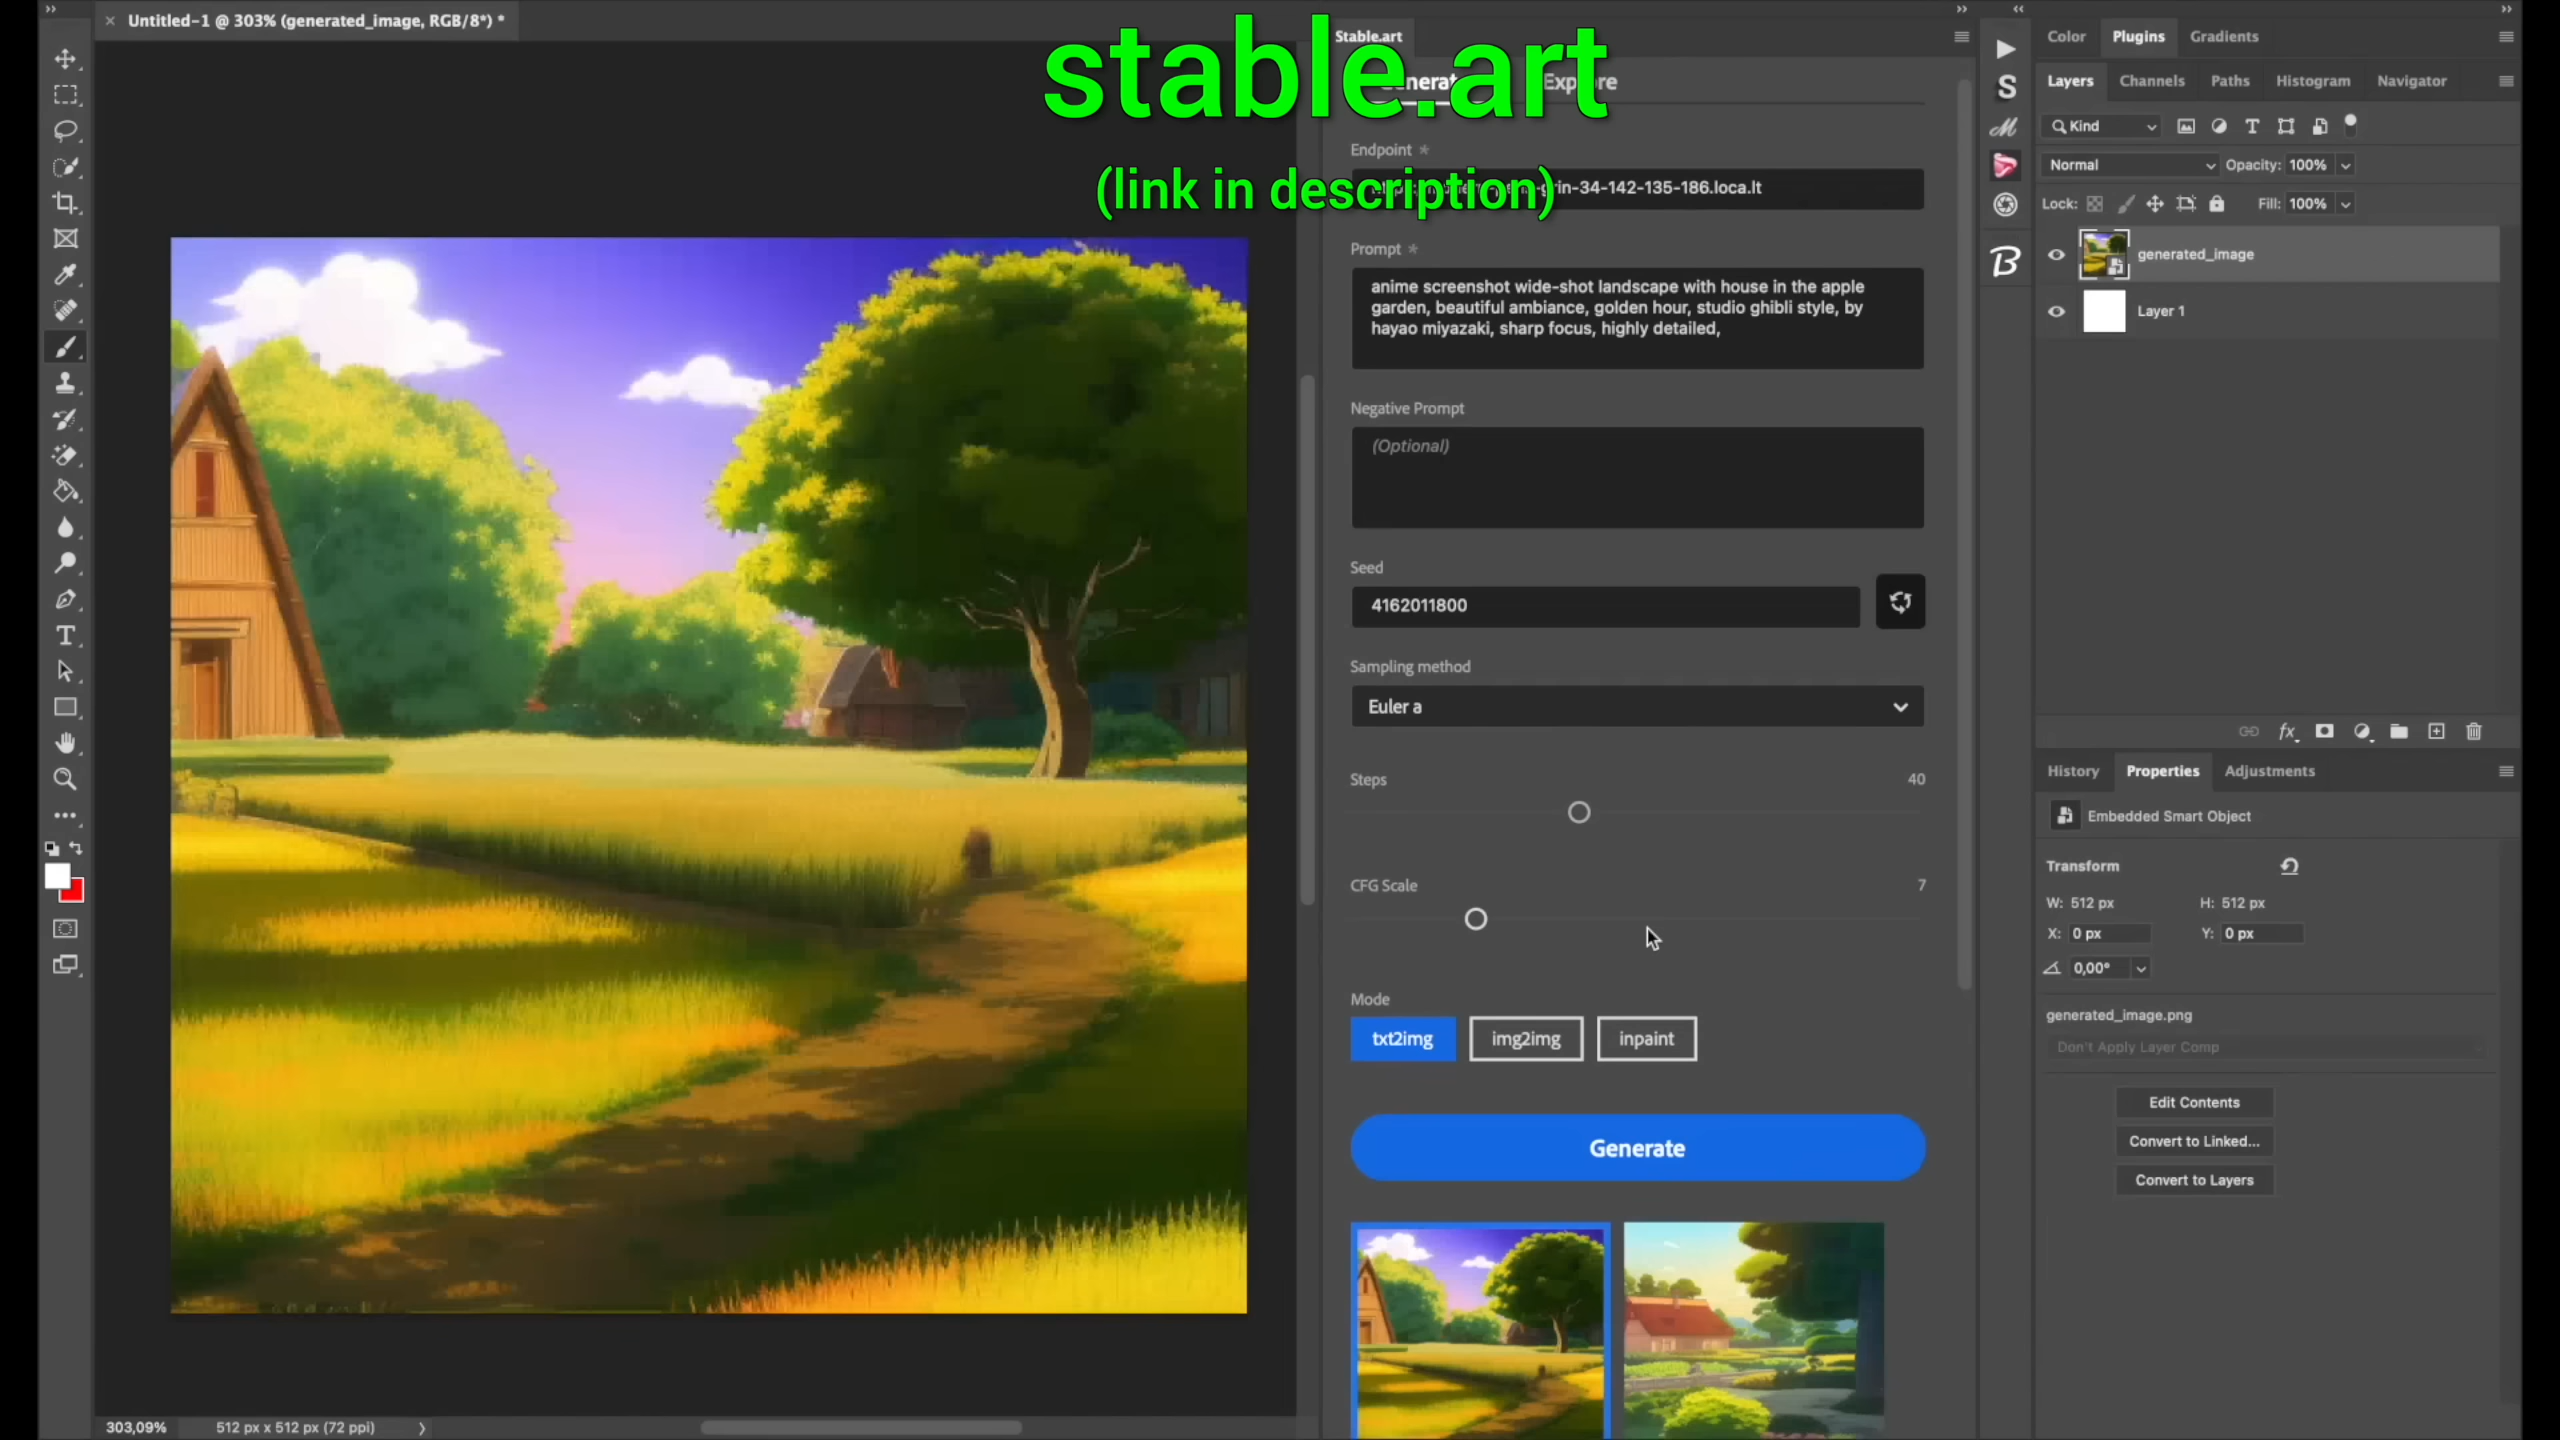 Untitled-1 @ 303% (generated_image, RGB/8*) *
stable.art
(link in description)
Stable.art
Explore
Endpoint *
rin-34-142-135-186.loca.lt
Prompt *
anime screenshot wide-shot landscape with house in the apple
garden, beautiful ambiance, golden hour, studio ghibli style, by
hayao miyazaki, sharp focus, highly detailed,
Negative Prompt
(Optional)
Seed
4162011800
Sampling method
Euler a
Steps 40
CFG Scale 7
Mode
txt2img img2img inpaint
Generate
303,09% 512 px x 512 px (72 ppi)
Color Plugins Gradients
Layers Channels Paths Histogram Navigator
Kind
Normal Opacity: 100%
Lock: Fill: 100%
generated_image
Layer 1
fx
History Properties Adjustments
Embedded Smart Object
Transform
W: 512 px H: 512 px
X: 0 px Y: 0 px
0,00°
generated_image.png
Don't Apply Layer Comp
Edit Contents
Convert to Linked...
Convert to Layers